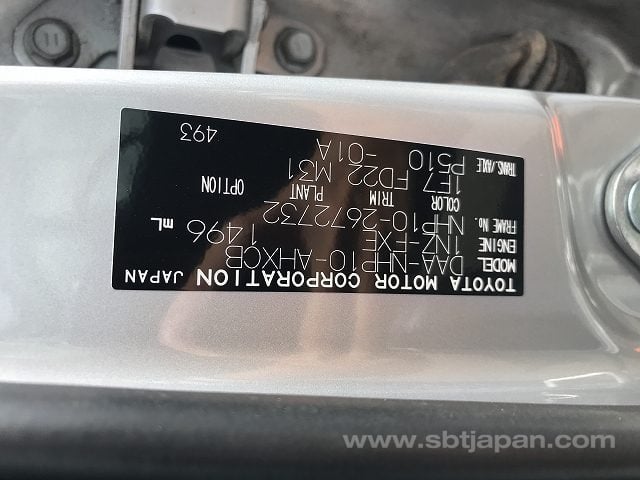 TOYOTA MOTOR CORPORATION JAPAN
MODEL DAA-NHP10-AHXCB
ENGINE 1NZ-FXE 1496 mL
FRAME No. NHP10-2672732
COLOR TRIM PLANT OPTION
1F7 FD22 M31
TRANS./AXLE P510 -01A
493
www.sbtjapan.com